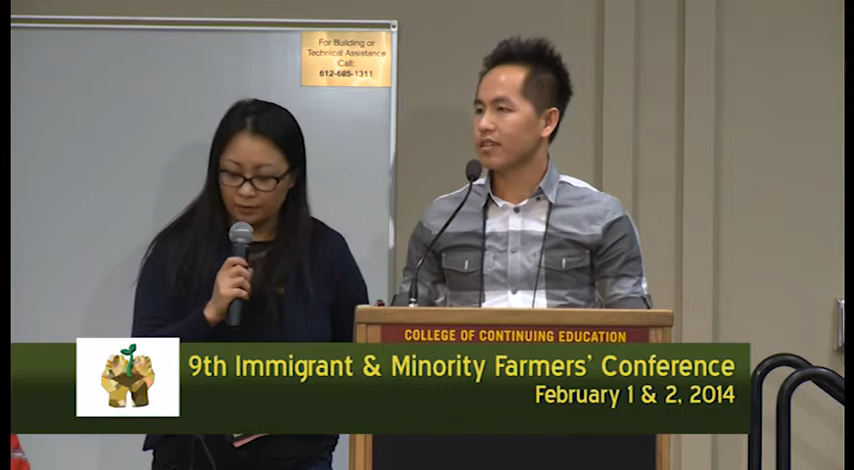 For Building or
Technical Assistance
Call:
612-685-1311
COLLEGE OF CONTINUING EDUCATION
9th Immigrant & Minority Farmers' Conference
February 1 & 2, 2014